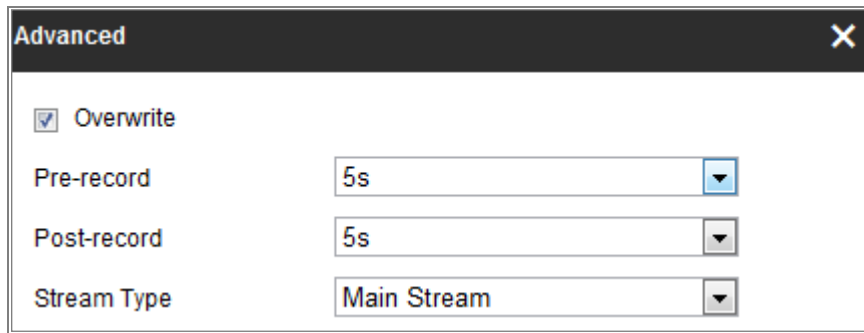 Advanced
Overwrite
Pre-record 5s
Post-record 5s
Stream Type Main Stream